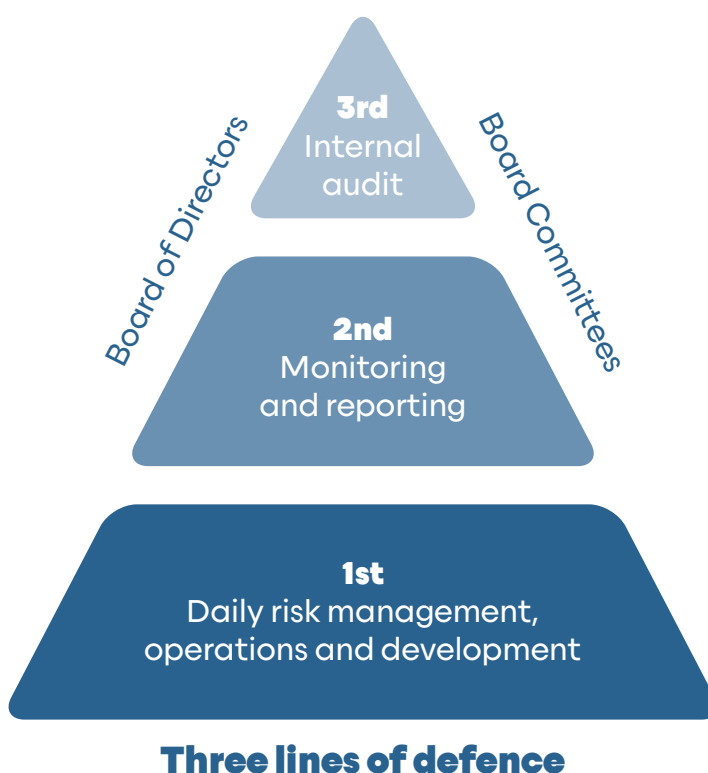 3rd
Internal
audit
Board of Directors
Board Committees
2nd
Monitoring
and reporting
1st
Daily risk management,
operations and development
Three lines of defence